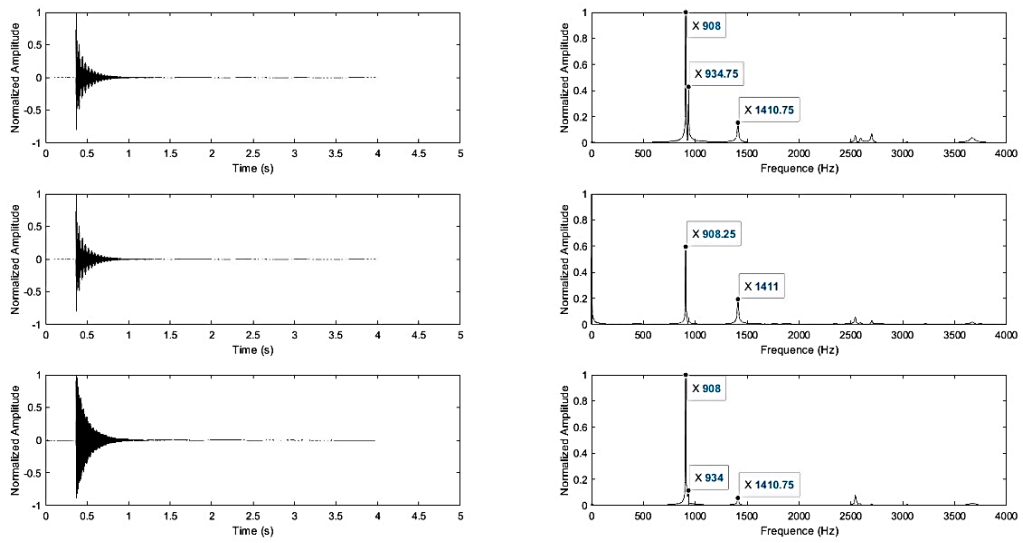 Normalized Amplitude
1
0.5
0
-0.5
-1
0 0.5 1 1.5 2 2.5 3 3.5 4 4.5 5
Time (s)
Normalized Amplitude
1
0.8
0.6
0.4
0.2
0
X 908
X 934.75
X 1410.75
0 500 1000 1500 2000 2500 3000 3500 4000
Frequence (Hz)
Normalized Amplitude
1
0.5
0
-0.5
-1
0 0.5 1 1.5 2 2.5 3 3.5 4 4.5 5
Time (s)
Normalized Amplitude
1
0.8
0.6
0.4
0.2
0
X 908.25
X 1411
0 500 1000 1500 2000 2500 3000 3500 4000
Frequence (Hz)
Normalized Amplitude
1
0.5
0
-0.5
-1
0 0.5 1 1.5 2 2.5 3 3.5 4 4.5 5
Time (s)
Normalized Amplitude
1
0.8
0.6
0.4
0.2
0
X 908
X 934
X 1410.75
0 500 1000 1500 2000 2500 3000 3500 4000
Frequence (Hz)